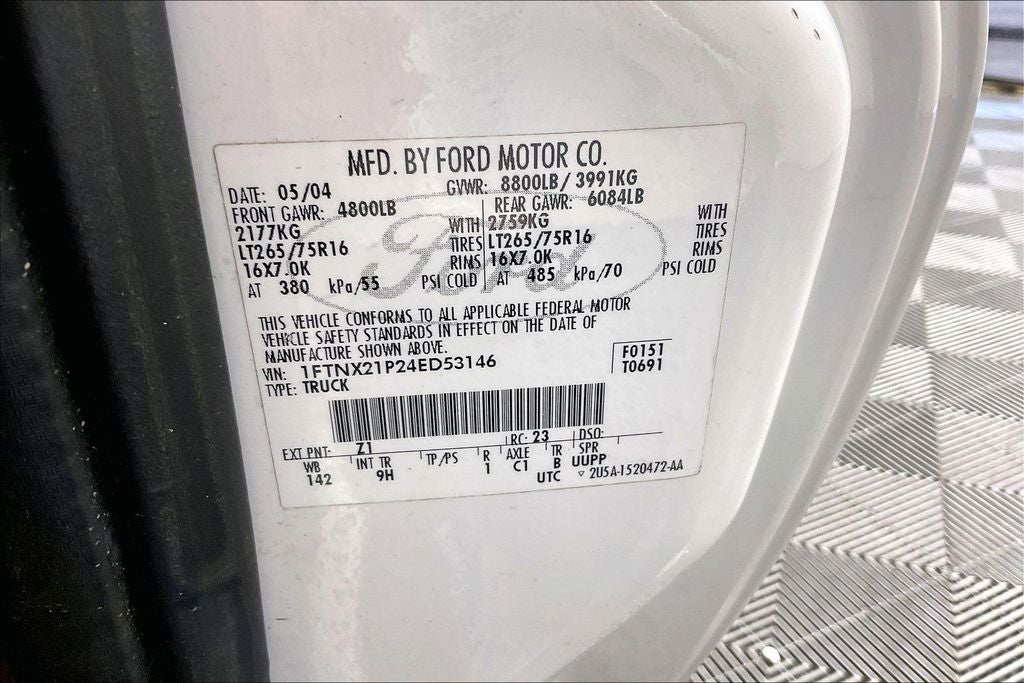 MFD. BY FORD MOTOR CO.
DATE: 05/04 GVWR: 8800LB/ 3991KG
FRONT GAWR: 4800LB REAR GAWR: 6084LB
2177KG WITH 2759KG WITH
LT265/75R16 TIRES LT265/75R16 TIRES
16X7.0K RIMS 16X7.0K RIMS
AT 380 kPa/55 PSI COLD AT 485 kPa/70 PSI COLD
Ford
THIS VEHICLE CONFORMS TO ALL APPLICABLE FEDERAL MOTOR
VEHICLE SAFETY STANDARDS IN EFFECT ON THE DATE OF
MANUFACTURE SHOWN ABOVE.
VIN: 1FTNX21P24ED53146 F0151
TYPE: TRUCK T0691
EXT PNT: Z1 RC: 23 DSO:
WB INT TR TP/PS R AXLE TR SPR
142 9H 1 C1 B UUPP
UTC ▽ 2U5A-1520472-AA